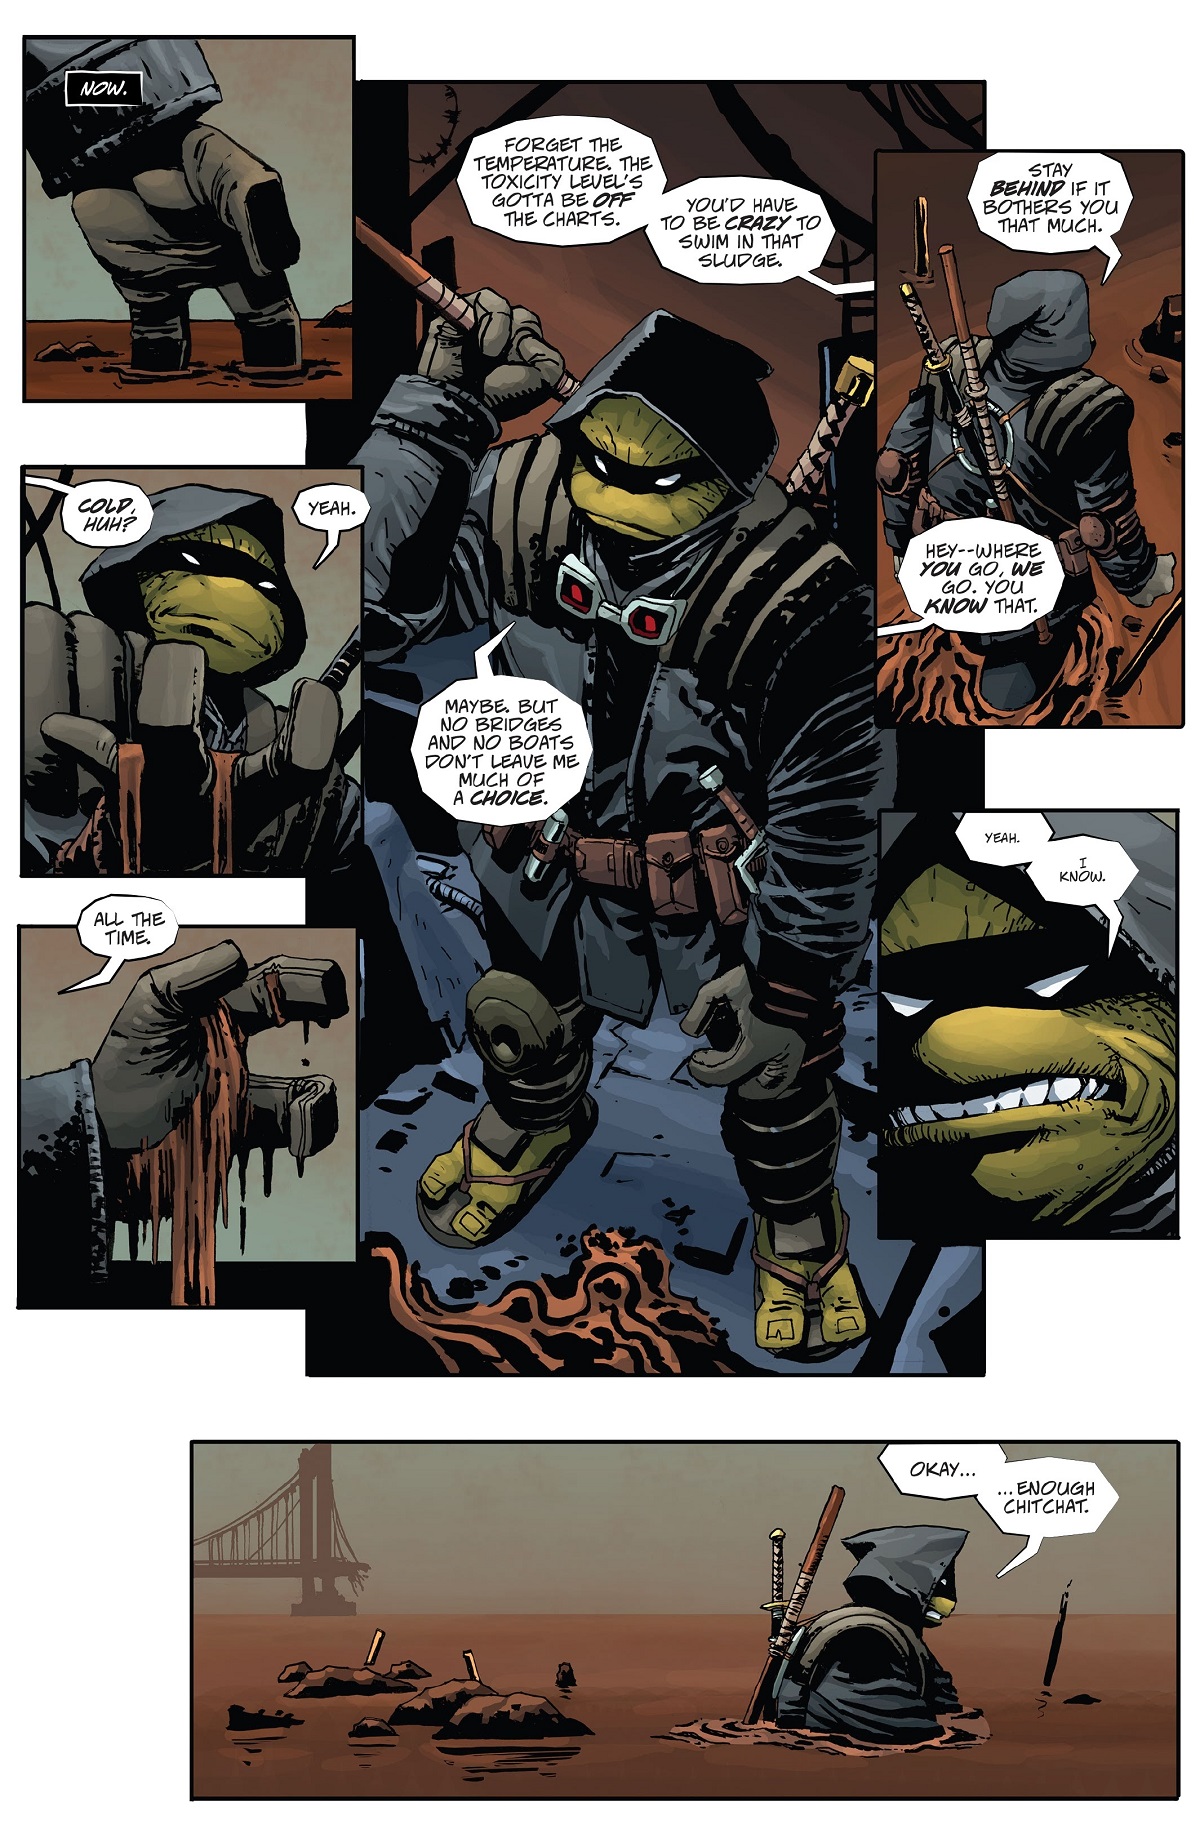 NOW.
COLD,
HUH?
YEAH.
ALL THE
TIME.
FORGET THE
TEMPERATURE. THE
TOXICITY LEVEL'S
GOTTA BE OFF
THE CHARTS.
YOU'D HAVE
TO BE CRAZY TO
SWIM IN THAT
SLUDGE.
MAYBE. BUT
NO BRIDGES
AND NO BOATS
DON'T LEAVE ME
MUCH OF
A CHOICE.
STAY
BEHIND IF IT
BOTHERS YOU
THAT MUCH.
HEY--WHERE
YOU GO, WE
GO. YOU
KNOW THAT.
YEAH.
I
KNOW.
OKAY...
...ENOUGH
CHITCHAT.